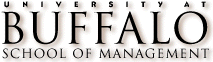 UNIVERSITY AT
BUFFALO
SCHOOL OF MANAGEMENT